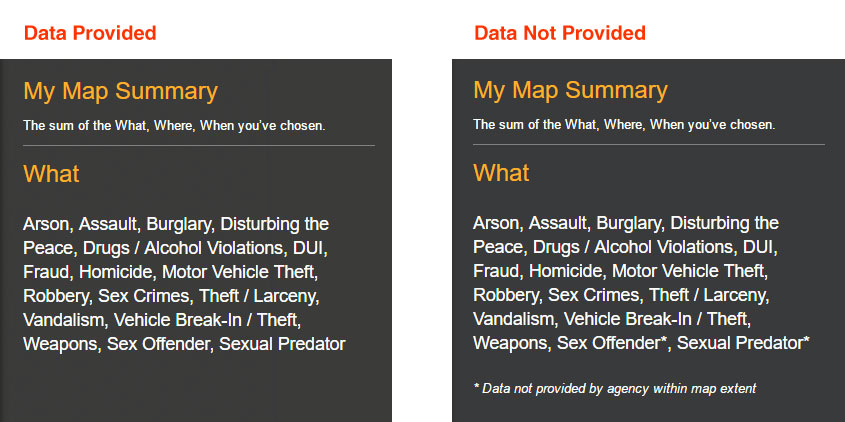 Data Provided
My Map Summary
The sum of the What, Where, When you've chosen.
What
Arson, Assault, Burglary, Disturbing the
Peace, Drugs / Alcohol Violations, DUI,
Fraud, Homicide, Motor Vehicle Theft,
Robbery, Sex Crimes, Theft / Larceny,
Vandalism, Vehicle Break-In / Theft,
Weapons, Sex Offender, Sexual Predator
Data Not Provided
My Map Summary
The sum of the What, Where, When you've chosen.
What
Arson, Assault, Burglary, Disturbing the
Peace, Drugs / Alcohol Violations, DUI,
Fraud, Homicide, Motor Vehicle Theft,
Robbery, Sex Crimes, Theft / Larceny,
Vandalism, Vehicle Break-In / Theft,
Weapons, Sex Offender*, Sexual Predator*
* Data not provided by agency within map extent